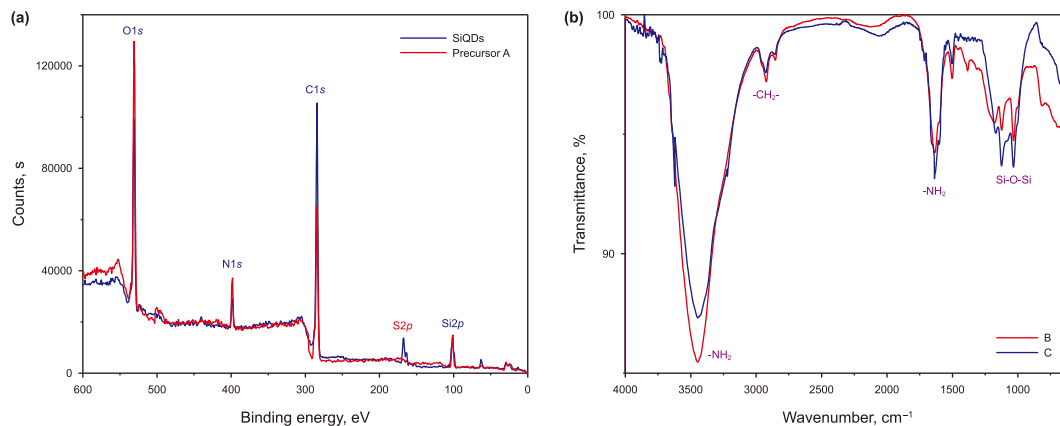 (a)
SiQDs
Precursor A
O1s
C1s
N1s
S2p
Si2p
120000
80000
40000
0
Counts, s
600
500
400
300
200
100
0
Binding energy, eV
(b)
100
90
Transmittance, %
-CH₂-
-NH₂
Si-O-Si
-NH₂
B
C
4000
3500
3000
2500
2000
1500
1000
Wavenumber, cm⁻¹